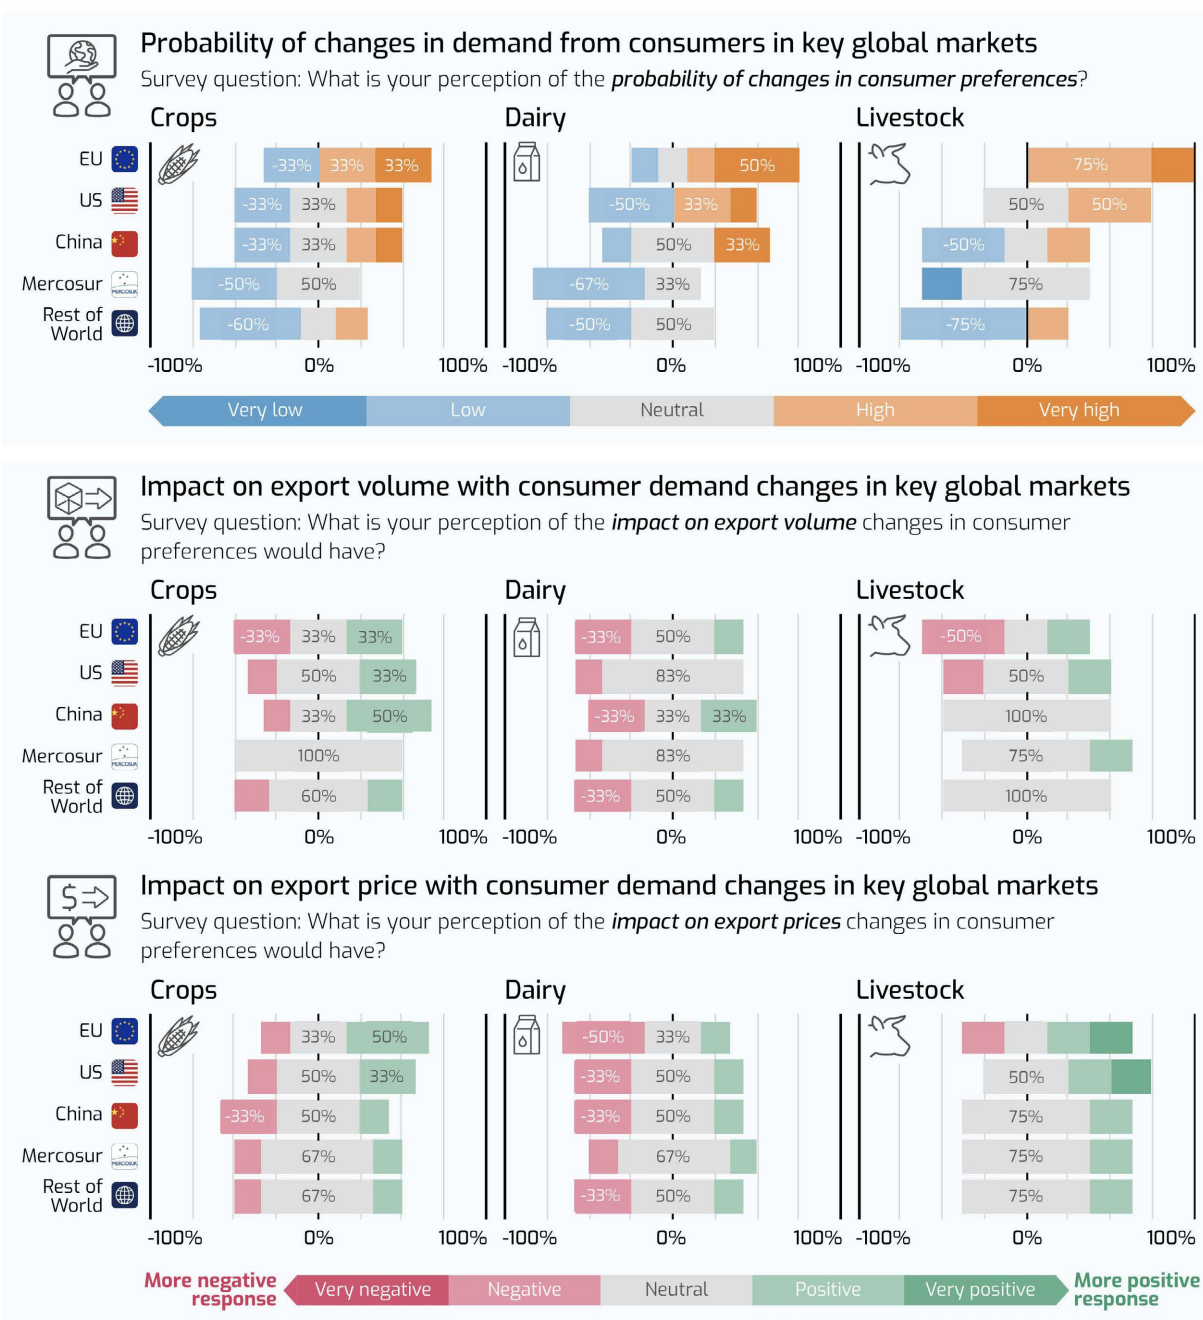 Probability of changes in demand from consumers in key global markets
Survey question: What is your perception of the probability of changes in consumer preferences?
Crops Dairy Livestock
EU -33% 33% 33% 50% 75%
US -33% 33% -50% 33% 50% 50%
China -33% 33% 50% 33% -50%
Mercosur MERCOSUR -50% 50% -67% 33% 75%
Rest of
World -60% -50% 50% -75%
-100% 0% 100% -100% 0% 100% -100% 0% 100%
Very low Low Neutral High Very high
Impact on export volume with consumer demand changes in key global markets
Survey question: What is your perception of the impact on export volume changes in consumer
preferences would have?
Crops Dairy Livestock
EU -33% 33% 33% -33% 50% -50%
US 50% 33% 83% 50%
China 33% 50% -33% 33% 33% 100%
Mercosur MERCOSUR 100% 83% 75%
Rest of
World 60% -33% 50% 100%
-100% 0% 100% -100% 0% 100% -100% 0% 100%
$
Impact on export price with consumer demand changes in key global markets
Survey question: What is your perception of the impact on export prices changes in consumer
preferences would have?
Crops Dairy Livestock
EU 33% 50% -50% 33%
US 50% 33% -33% 50% 50%
China -33% 50% -33% 50% 75%
Mercosur MERCOSUR 67% 67% 75%
Rest of
World 67% -33% 50% 75%
-100% 0% 100% -100% 0% 100% -100% 0% 100%
More negative
response
Very negative Negative Neutral Positive Very positive
More positive
response